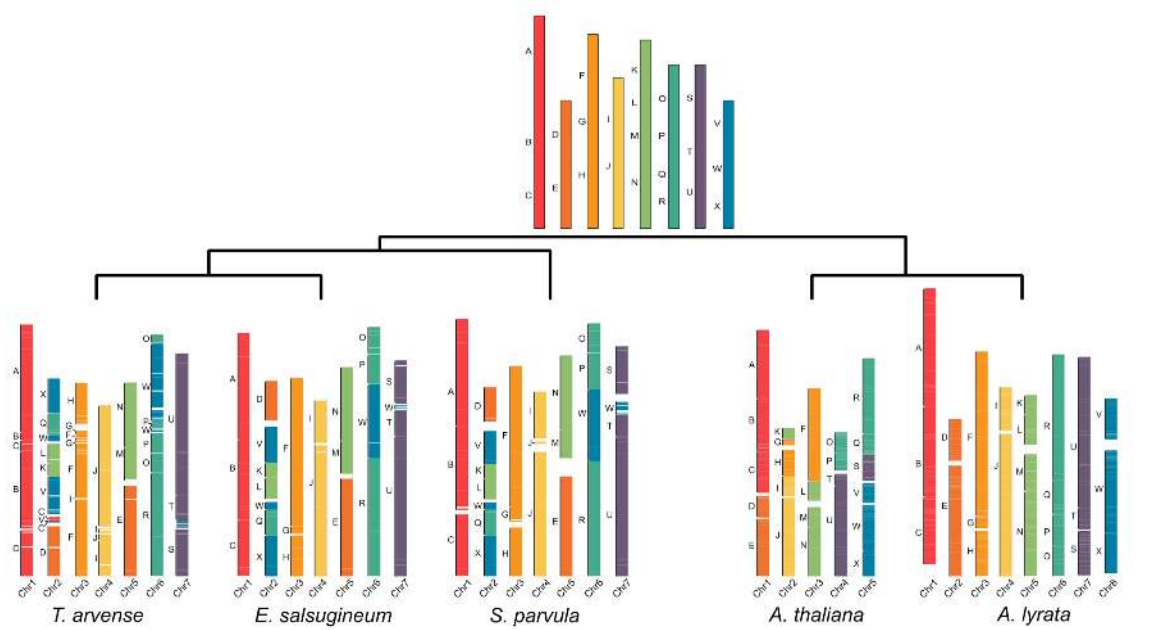 A
B
C
D
E
F
G
H
I
J
K
L
M
N
O
P
Q
R
S
T
U
V
W
X
A
B
C
B
D
Chr1
X
Q
W
L
K
V
C
D
Chr2
H
G
F
I
Chr3
J
I
Chr4
N
M
E
Chr5
O
W
P
W
P
O
R
Chr6
U
T
S
Chr7
T. arvense
A
B
C
Chr1
D
V
K
L
W
Q
X
Chr2
F
G
H
Chr3
I
J
Chr4
N
M
E
Chr5
O
P
W
R
Chr6
S
W
T
U
Chr7
E. salsugineum
A
B
C
Chr1
D
V
K
L
W
Q
X
Chr2
F
G
H
Chr3
I
J
Chr4
N
M
E
Chr5
O
P
W
R
Chr6
S
W
T
U
Chr7
S. parvula
A
B
C
D
E
Chr1
K
G
H
I
J
Chr2
F
L
M
N
Chr3
O
P
T
U
Chr4
R
Q
S
V
W
X
Chr5
A. thaliana
A
B
C
Chr1
D
E
Chr2
F
G
H
Chr3
I
J
Chr4
K
L
M
N
Chr5
R
Q
P
O
Chr6
U
T
S
Chr7
V
W
X
Chr8
A. lyrata